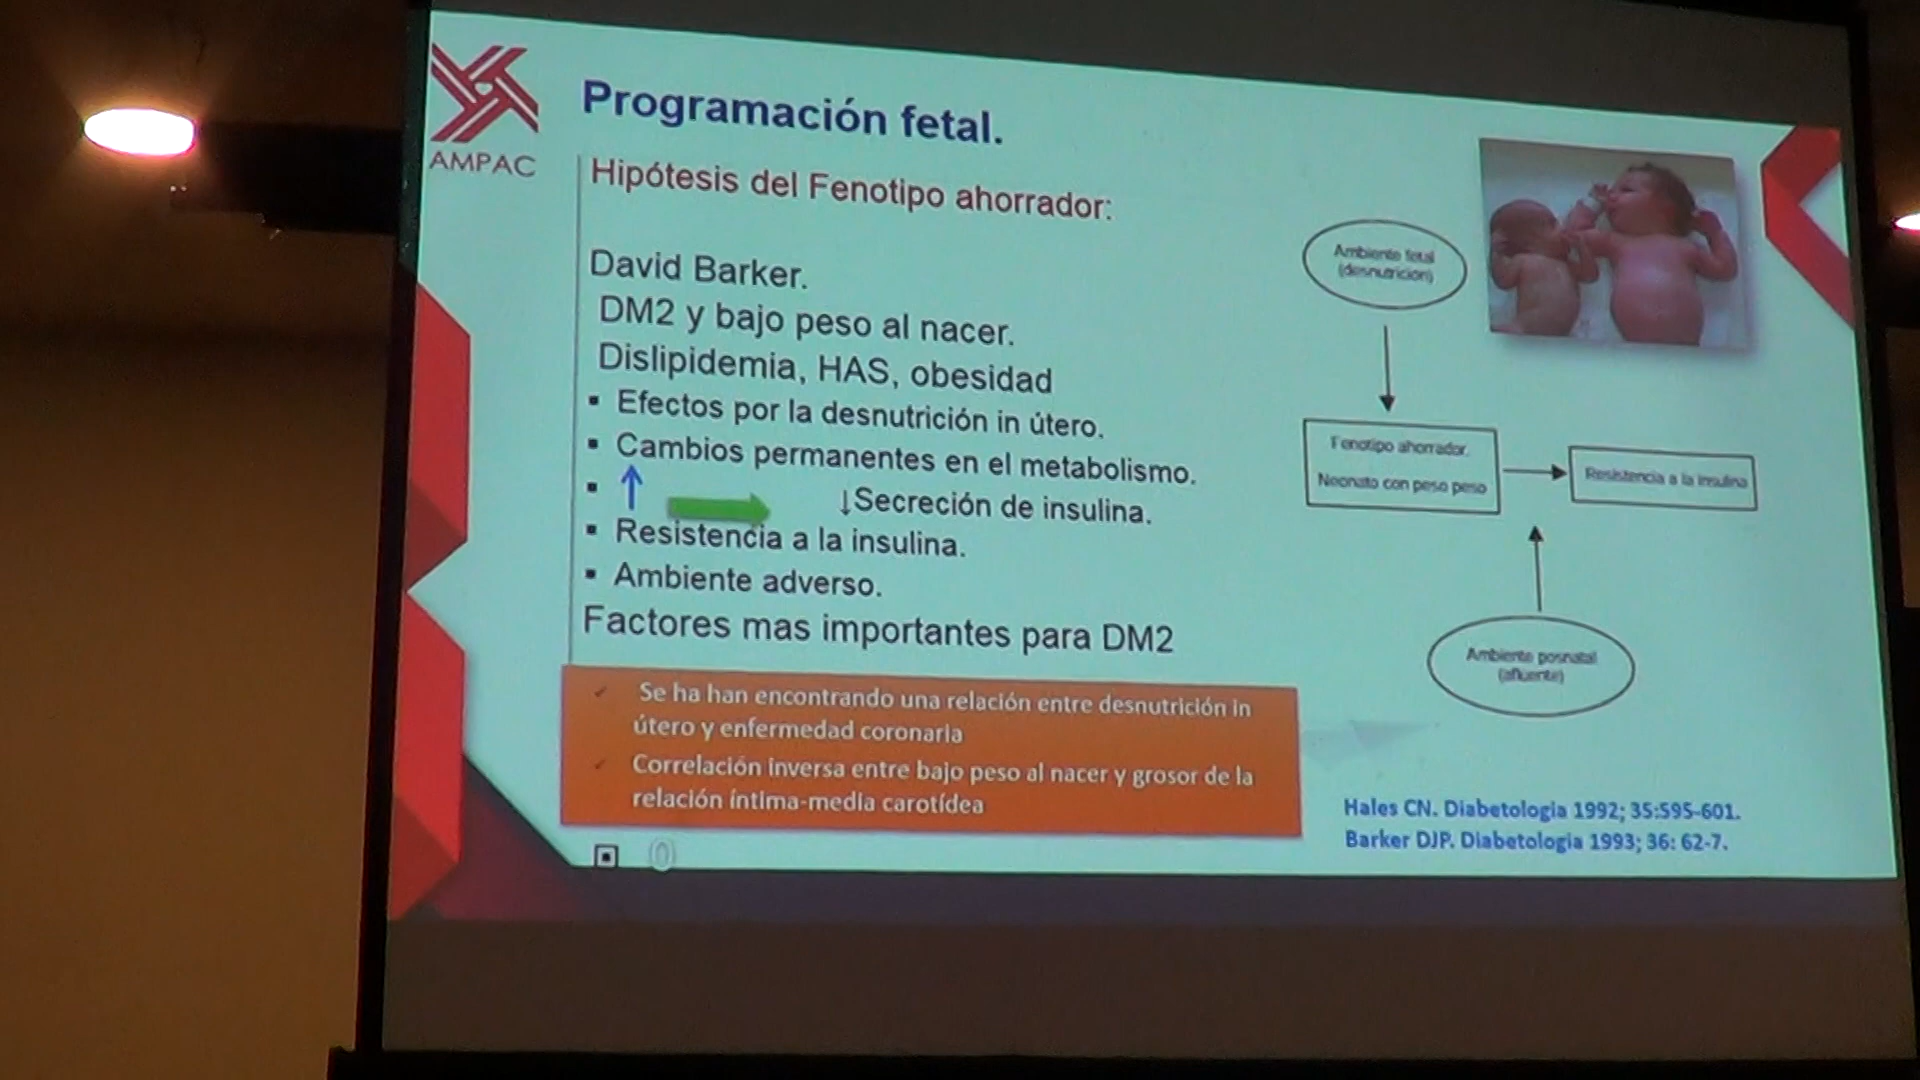 AMPAC
Programación fetal.
Hipótesis del Fenotipo ahorrador:
David Barker.
DM2 y bajo peso al nacer.
Dislipidemia, HAS, obesidad
▪ Efectos por la desnutrición in útero.
▪ Cambios permanentes en el metabolismo.
▪ ↑ ↓Secreción de insulina.
▪ Resistencia a la insulina.
▪ Ambiente adverso.
Factores mas importantes para DM2
✓ Se ha han encontrando una relación entre desnutrición in
útero y enfermedad coronaria
✓ Correlación inversa entre bajo peso al nacer y grosor de la
relación íntima-media carotídea
Ambiente fetal
(desnutrición)
Fenotipo ahorrador.
Neonato con peso peso
Resistencia a la insulina
Ambiente posnatal
(afluente)
Hales CN. Diabetologia 1992; 35:595-601.
Barker DJP. Diabetologia 1993; 36: 62-7.